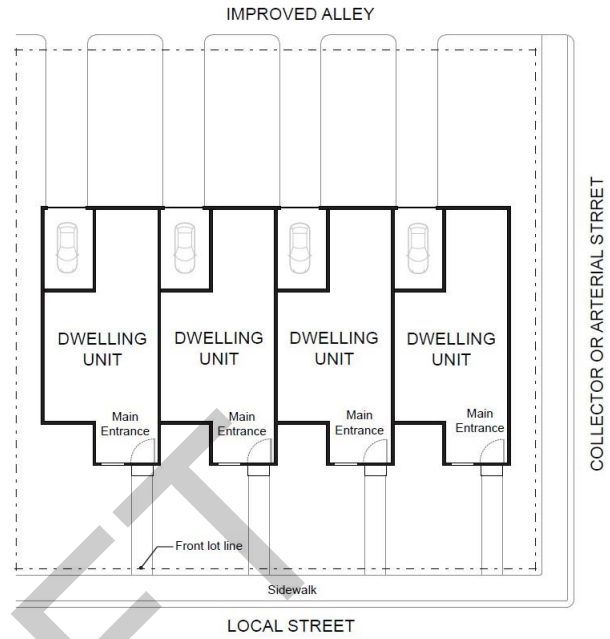 IMPROVED ALLEY
COLLECTOR OR ARTERIAL STRRET
DWELLING
UNIT
DWELLING
UNIT
DWELLING
UNIT
DWELLING
UNIT
Main
Entrance
Main
Entrance
Main
Entrance
Main
Entrance
Front lot line
Sidewalk
LOCAL STREET